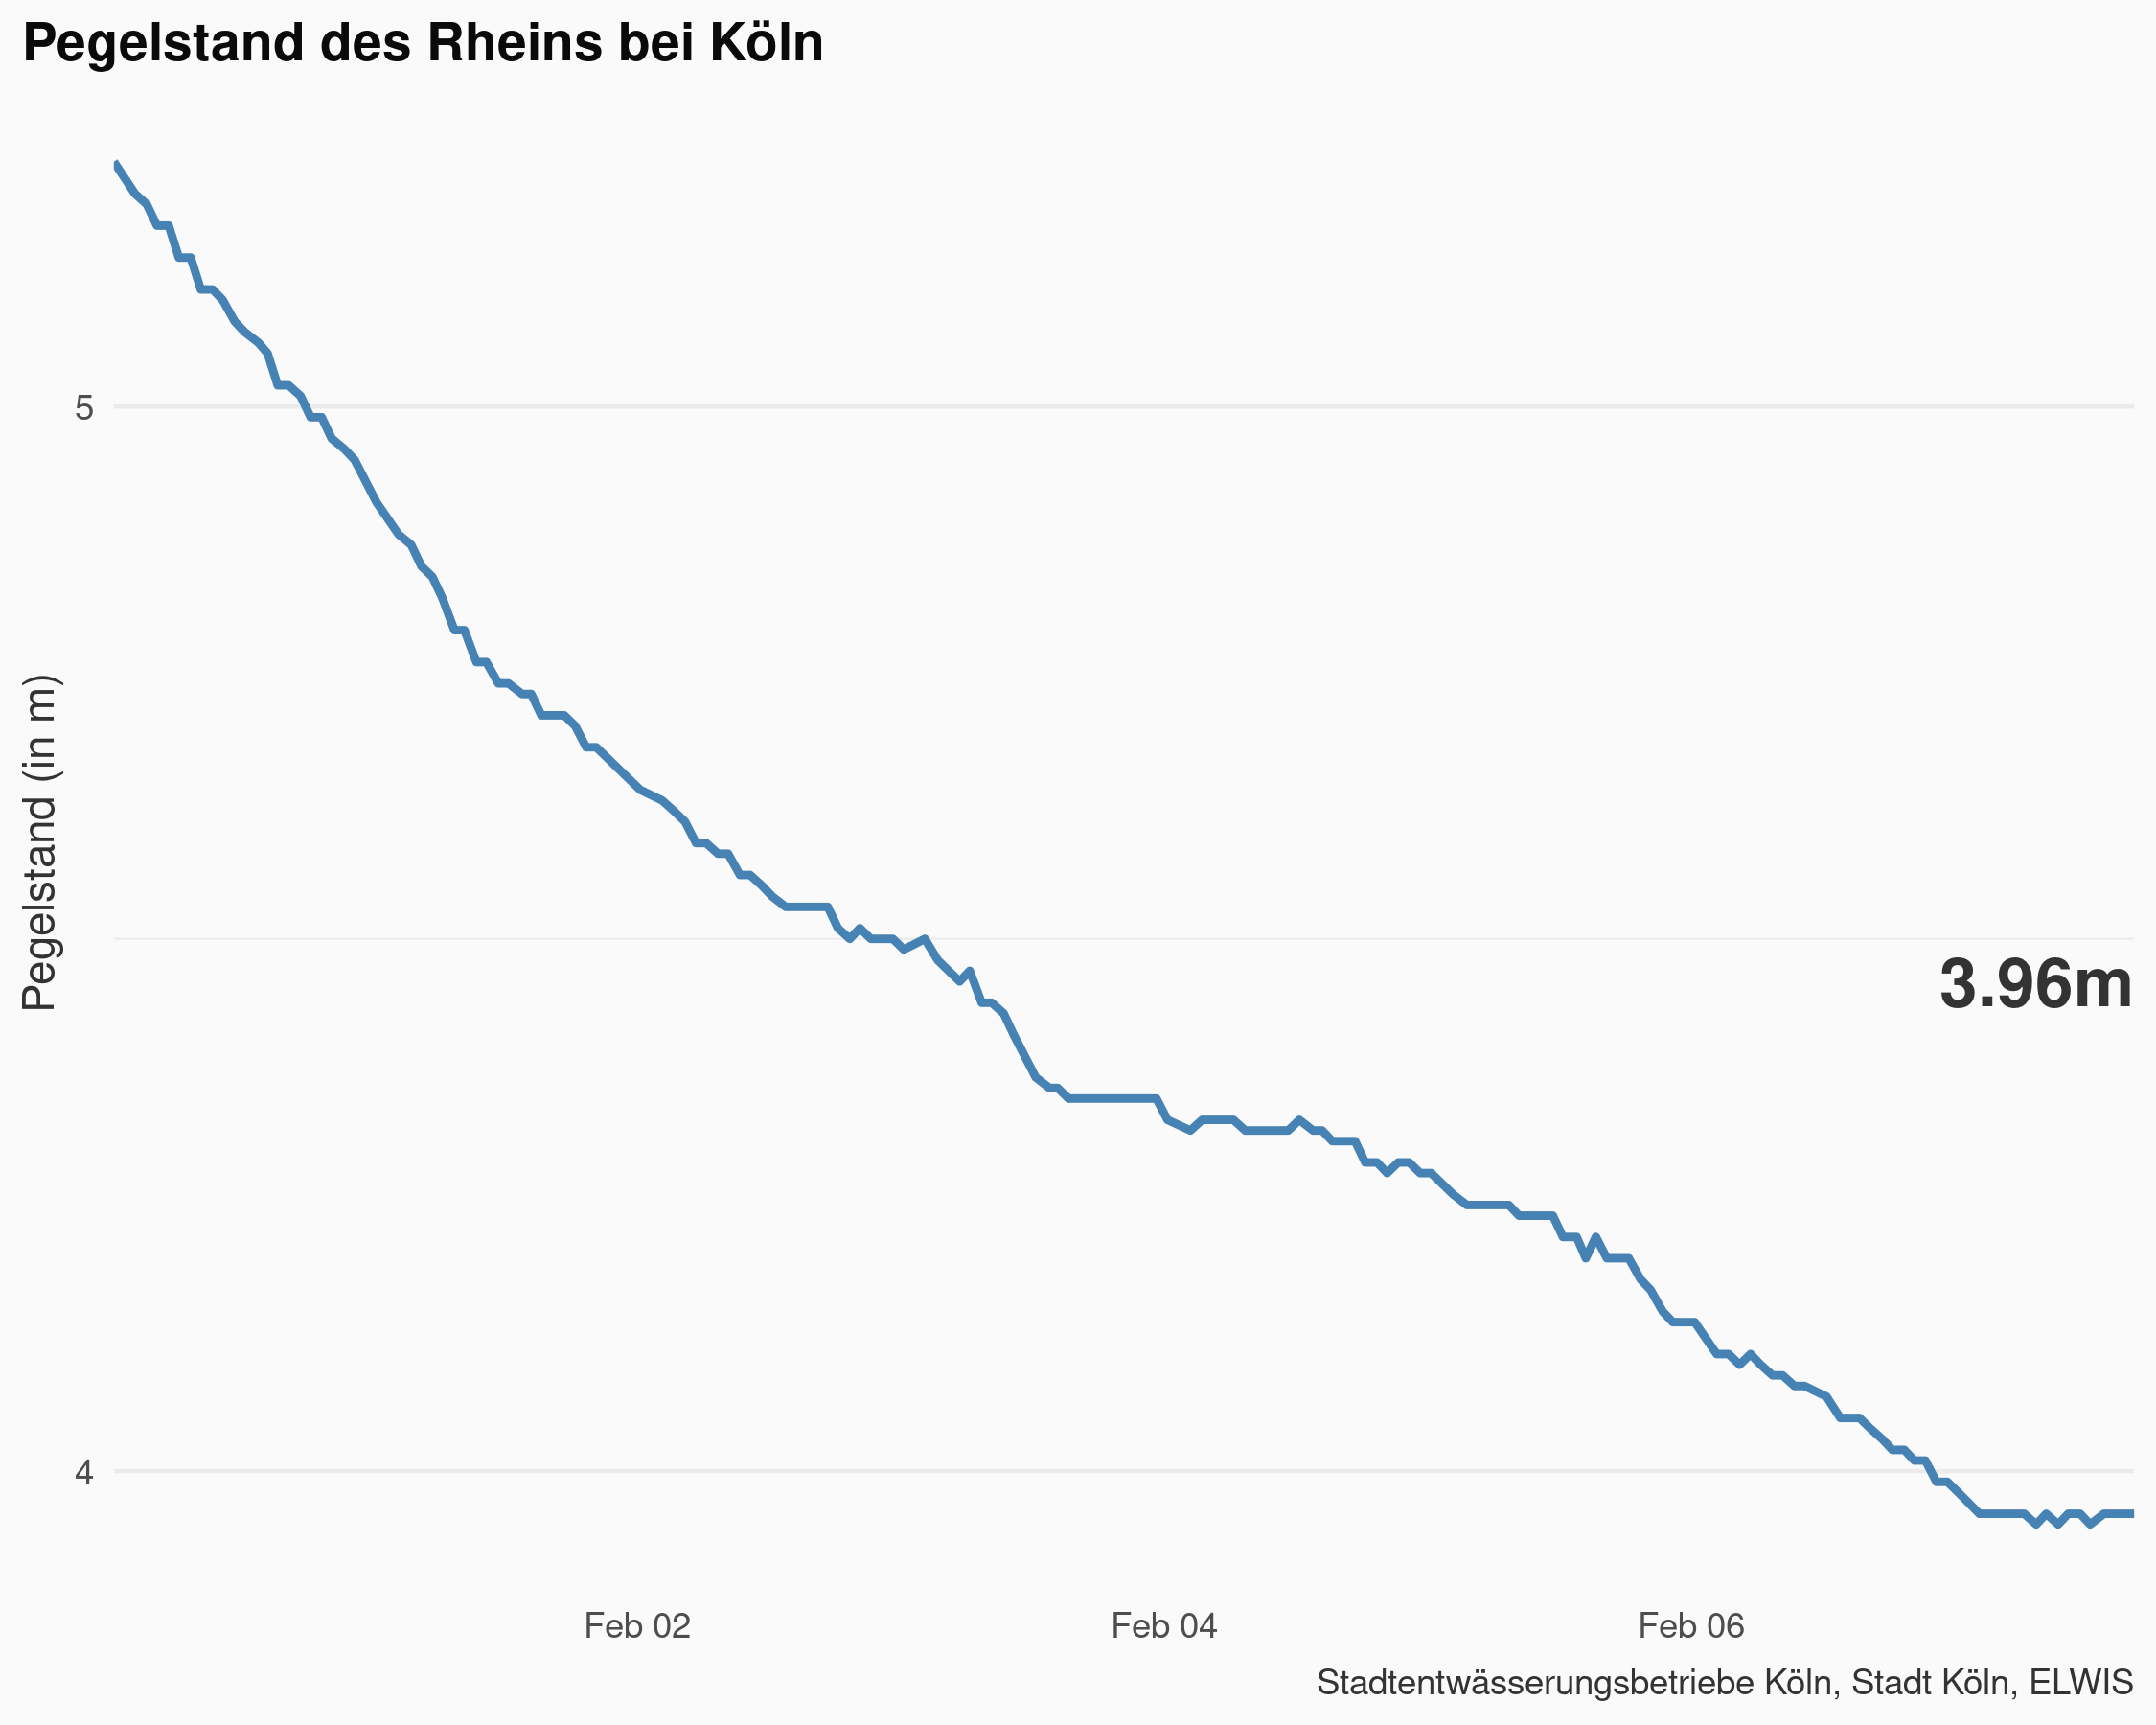 Pegelstand des Rheins bei Köln
Pegelstand (in m)
5
3.96m
4
Feb 02
Feb 04
Feb 06
Stadtentwässerungsbetriebe Köln, Stadt Köln, ELWIS